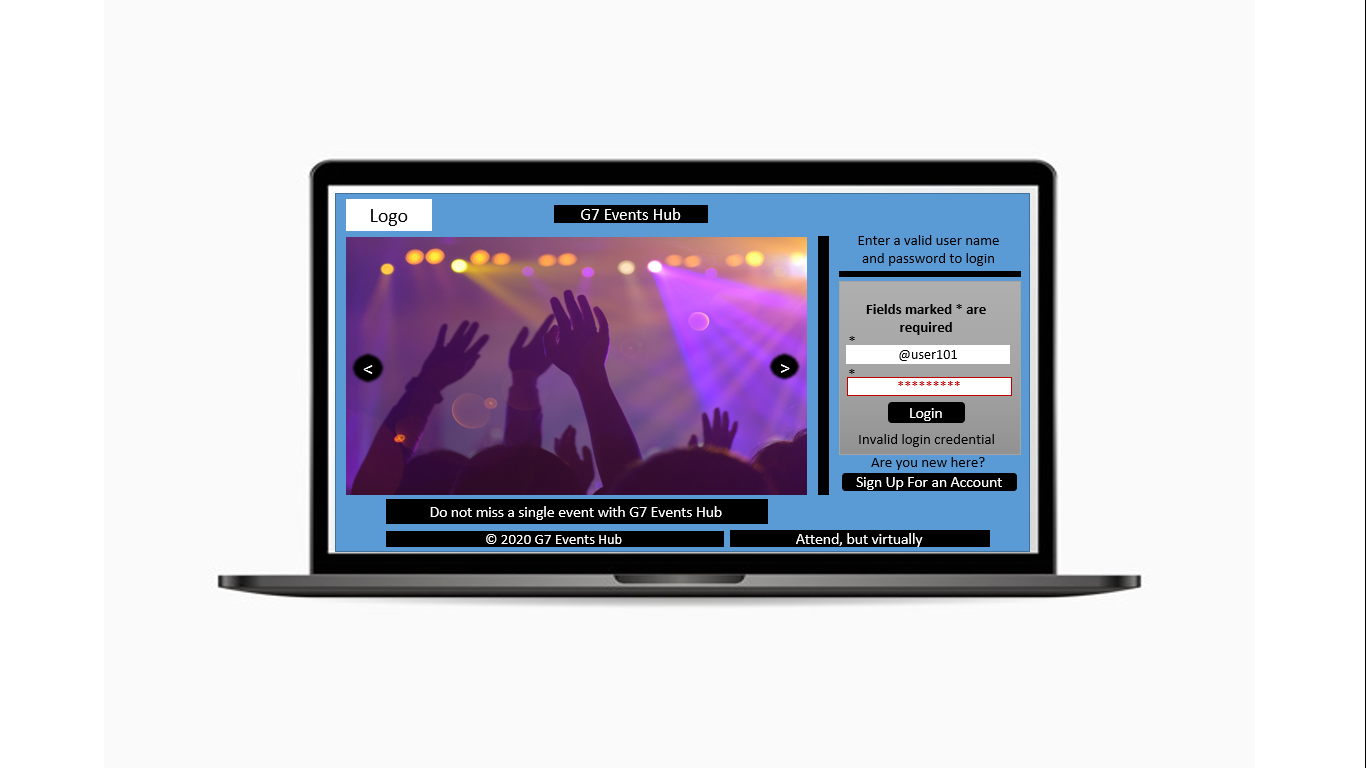 Logo
G7 Events Hub
<
>
Enter a valid user name
and password to login
Fields marked * are
required
*
@user101
*
*********
Login
Invalid login credential
Are you new here?
Sign Up For an Account
Do not miss a single event with G7 Events Hub
© 2020 G7 Events Hub
Attend, but virtually